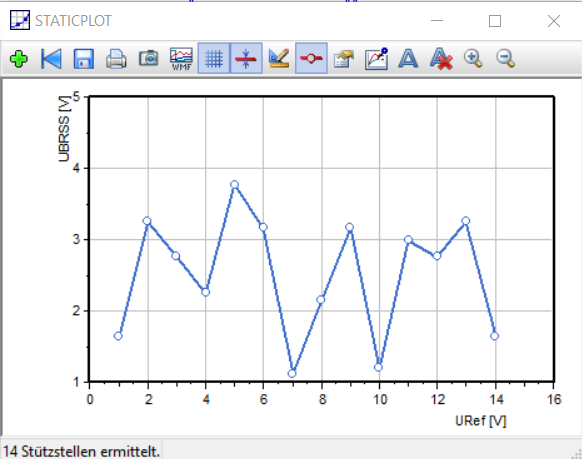 STATICPLOT
WMF
UBRSS [V]
5
4
3
2
1
0 2 4 6 8 10 12 14 16
URef [V]
14 Stützstellen ermittelt.